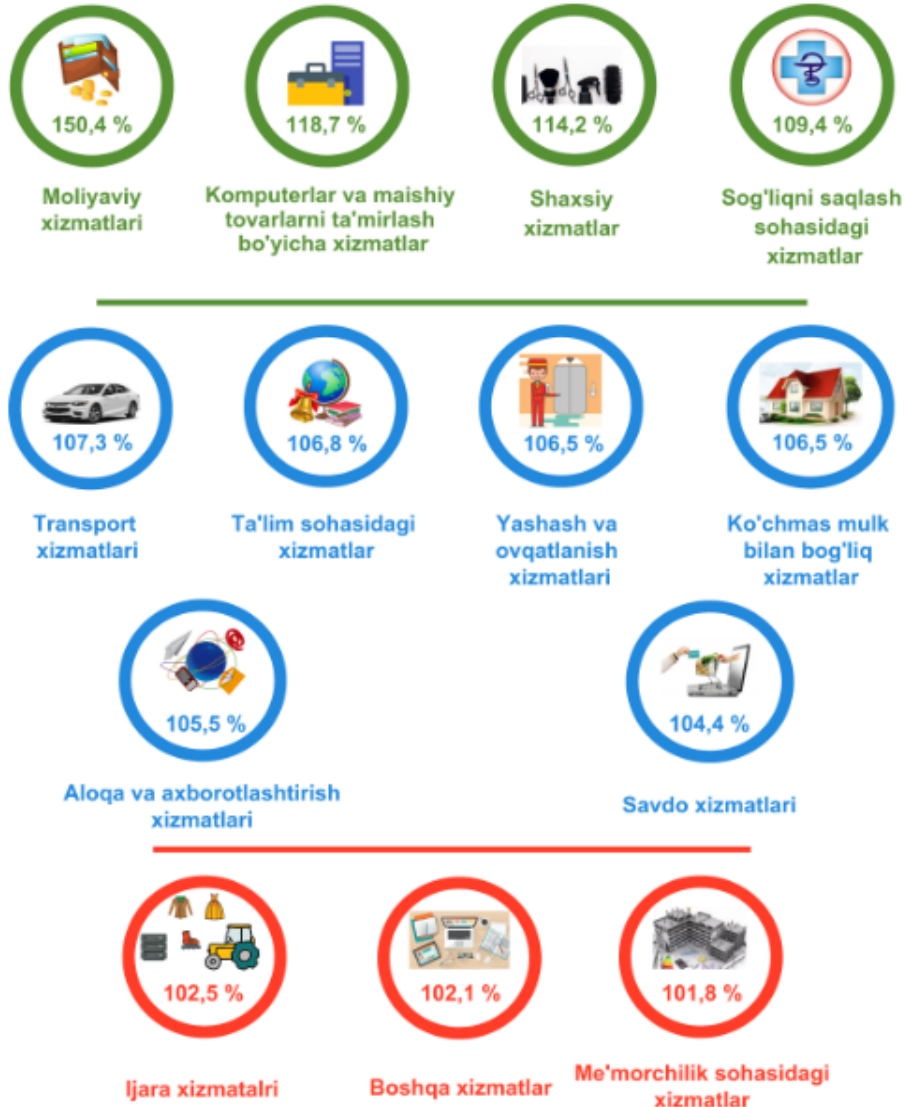 150,4 %
118,7 %
114,2 %
109,4 %
Moliyaviy
xizmatlari
Komputerlar va maishiy
tovarlarni ta'mirlash
bo'yicha xizmatlar
Shaxsiy
xizmatlar
Sog'liqni saqlash
sohasidagi
xizmatlar
107,3 %
106,8 %
106,5 %
106,5 %
Transport
xizmatlari
Ta'lim sohasidagi
xizmatlar
Yashash va
ovqatlanish
xizmatlari
Ko'chmas mulk
bilan bog'liq
xizmatlar
105,5 %
104,4 %
Aloqa va axborotlashtirish
xizmatlari
Savdo xizmatlari
102,5 %
102,1 %
101,8 %
Ijara xizmatalri
Boshqa xizmatlar
Me'morchilik sohasidagi
xizmatlar